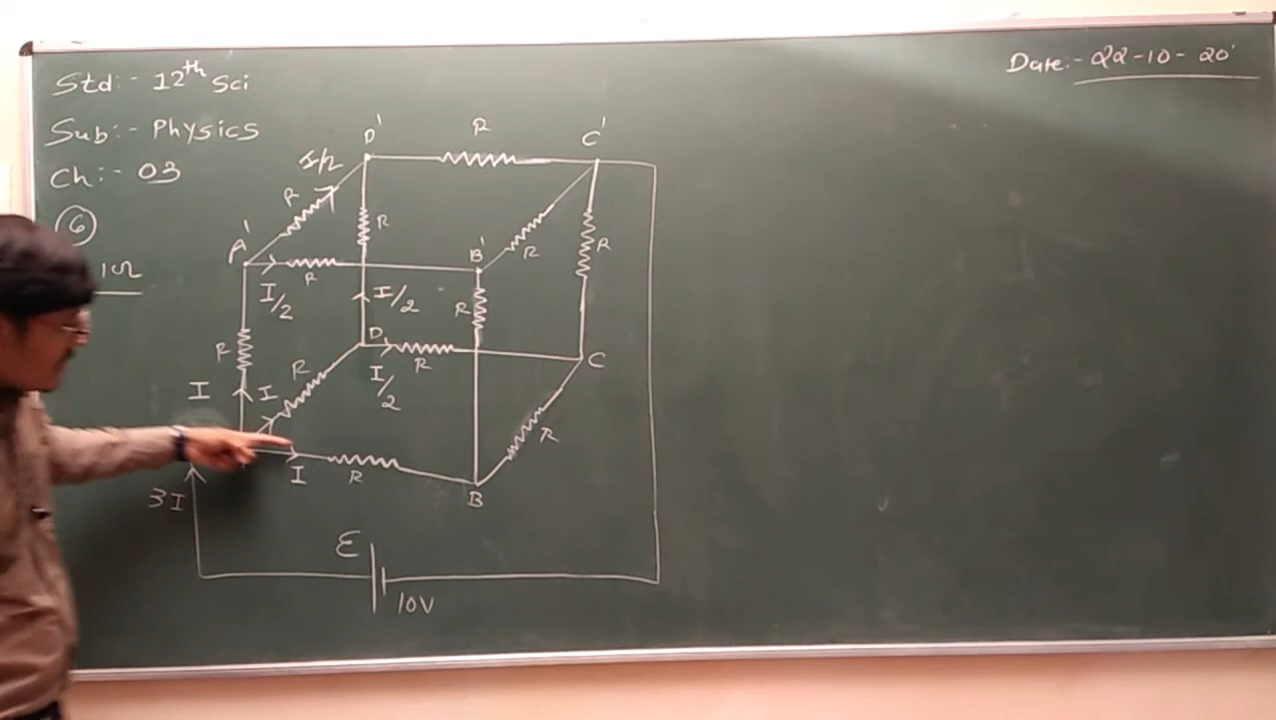 Std:- 12th Sci
Date:- 22-10-20'
Sub:- Physics
Ch:- 03
6
D'
R
C'
I/2
R
R
R
A'
B'
R
R
1Ω
I/2
I/2
R
D
R
R
I/2
C
R
I
I
R
I
R
B
3I
ε
10V